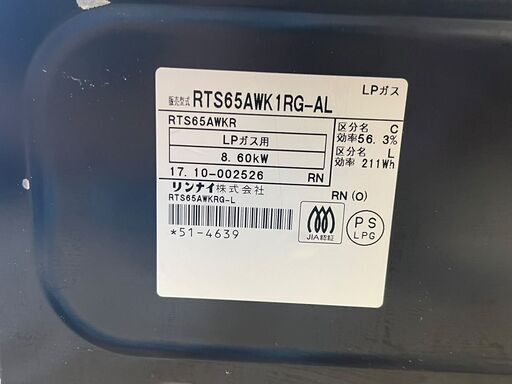 販売型式 RTS65AWK1RG-AL LPガス
RTS65AWKR
LPガス用
8.60kW
17.10-002526 RN
区分名 C
効率56.3%
区分名 L
効率 211Wh
リンナイ株式会社
RTS65AWKRG-L
RN (O)
*51-4639
JIA認証
PS
LPG